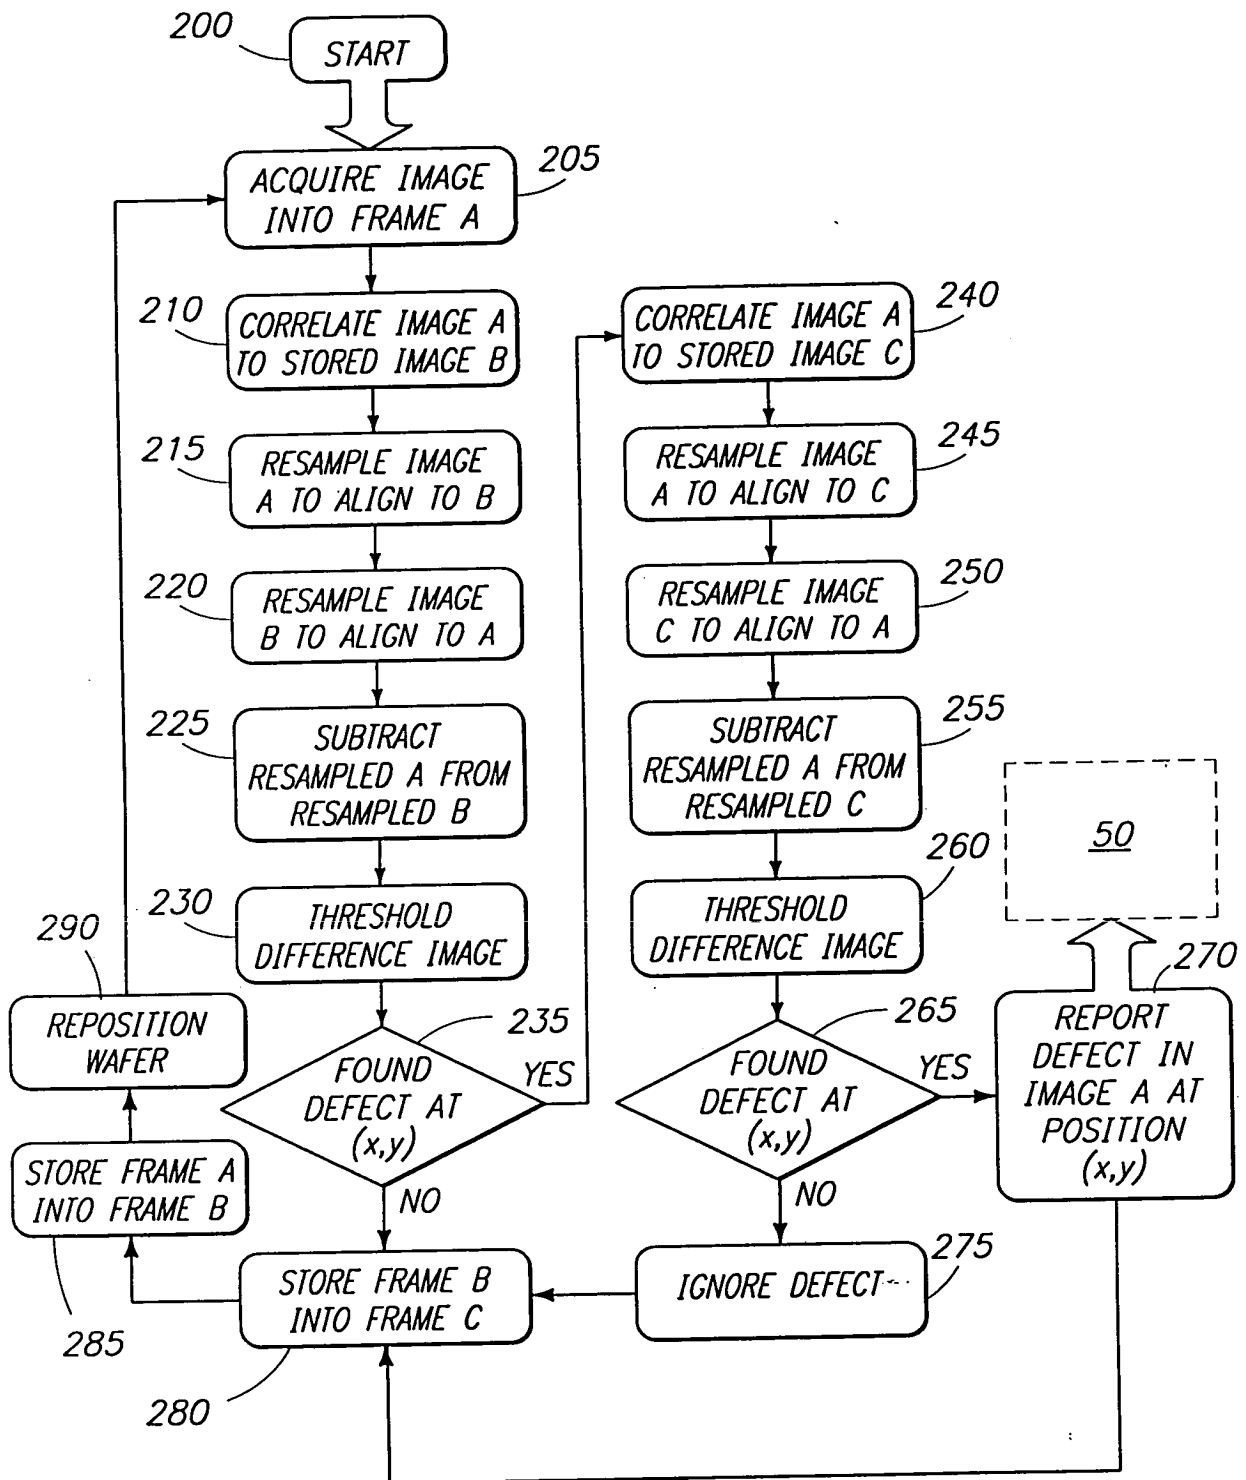 200
START
205
ACQUIRE IMAGE
INTO FRAME A
210
CORRELATE IMAGE A
TO STORED IMAGE B
215
RESAMPLE IMAGE
A TO ALIGN TO B
220
RESAMPLE IMAGE
B TO ALIGN TO A
225
SUBTRACT
RESAMPLED A FROM
RESAMPLED B
230
THRESHOLD
DIFFERENCE IMAGE
235
FOUND
DEFECT AT
(x,y)
YES
NO
240
CORRELATE IMAGE A
TO STORED IMAGE C
245
RESAMPLE IMAGE
A TO ALIGN TO C
250
RESAMPLE IMAGE
C TO ALIGN TO A
255
SUBTRACT
RESAMPLED A FROM
RESAMPLED C
260
THRESHOLD
DIFFERENCE IMAGE
265
FOUND
DEFECT AT
(x,y)
YES
NO
50
270
REPORT
DEFECT IN
IMAGE A AT
POSITION
(x,y)
275
IGNORE DEFECT
STORE FRAME B
INTO FRAME C
280
STORE FRAME A
INTO FRAME B
285
290
REPOSITION
WAFER